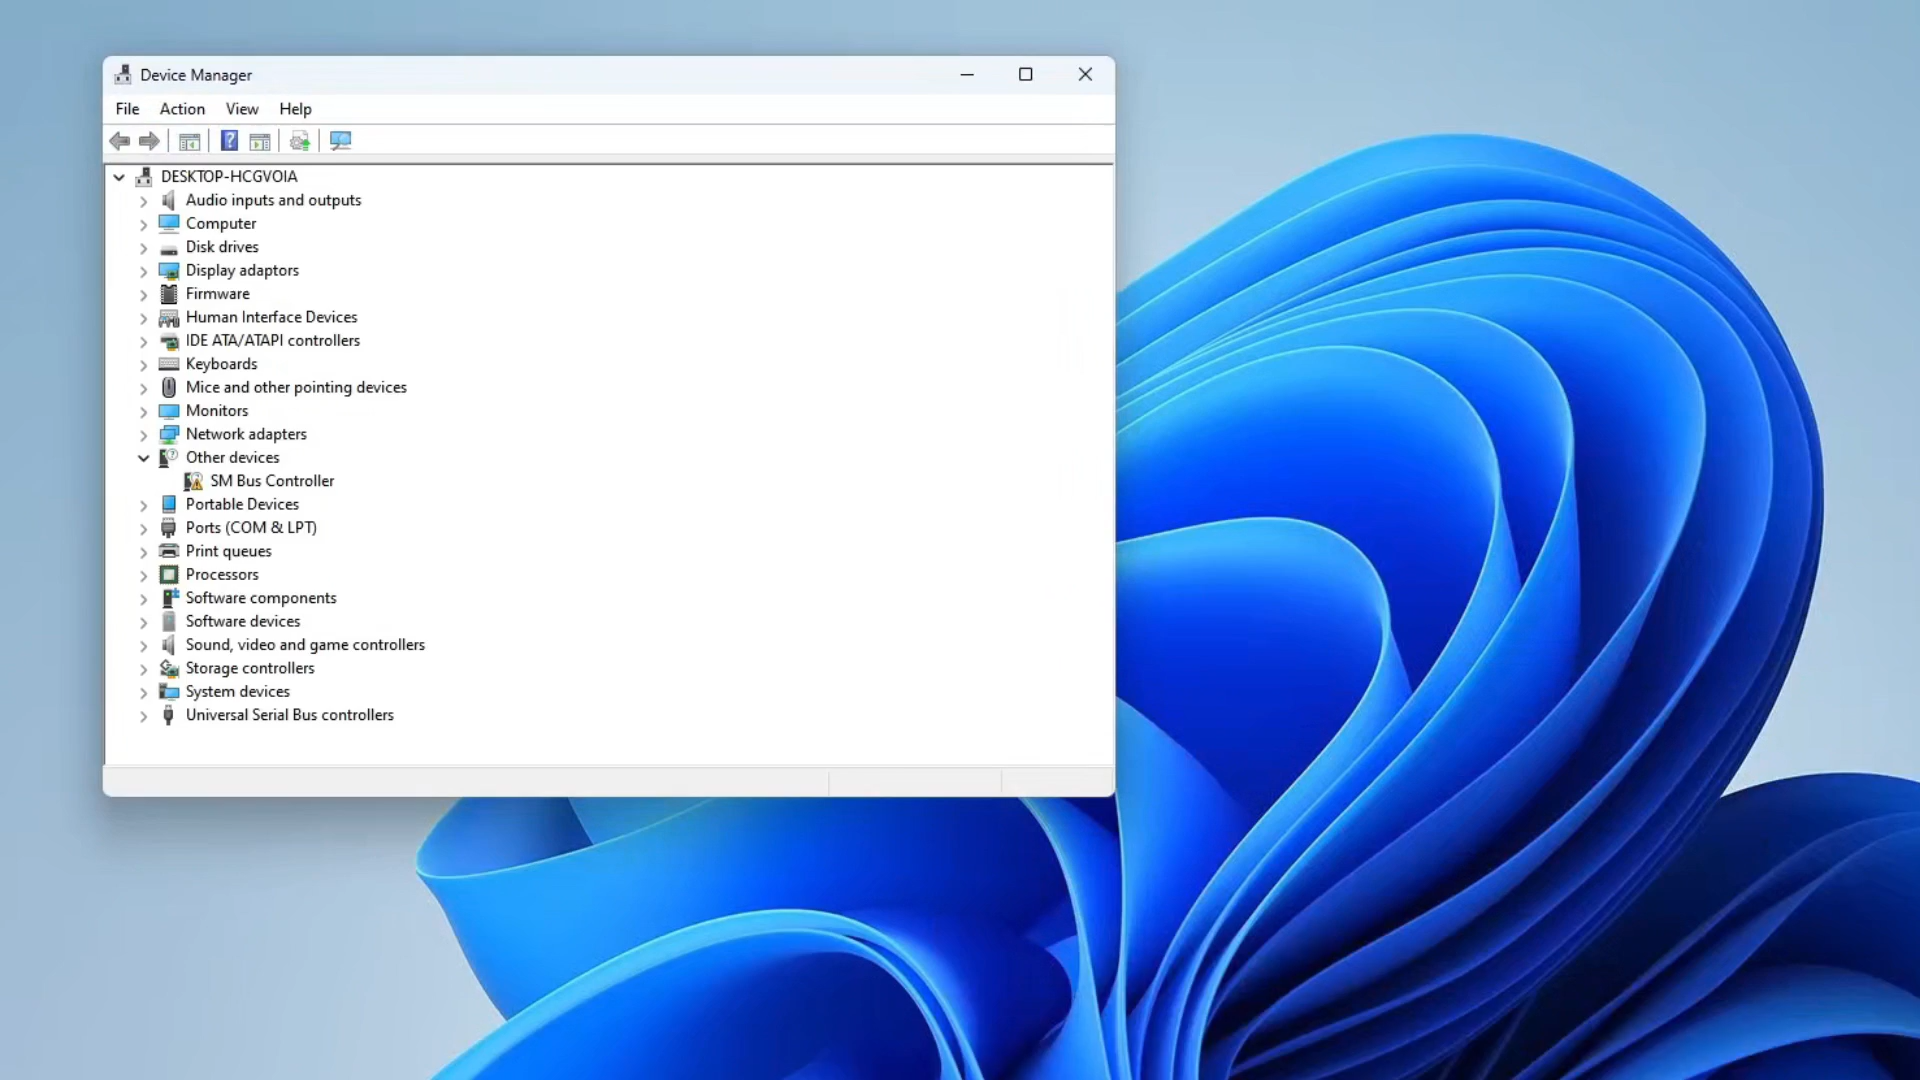 Device Manager
File Action View Help
DESKTOP-HCGVOIA
Audio inputs and outputs
Computer
Disk drives
Display adaptors
Firmware
Human Interface Devices
IDE ATA/ATAPI controllers
Keyboards
Mice and other pointing devices
Monitors
Network adapters
Other devices
SM Bus Controller
Portable Devices
Ports (COM & LPT)
Print queues
Processors
Software components
Software devices
Sound, video and game controllers
Storage controllers
System devices
Universal Serial Bus controllers